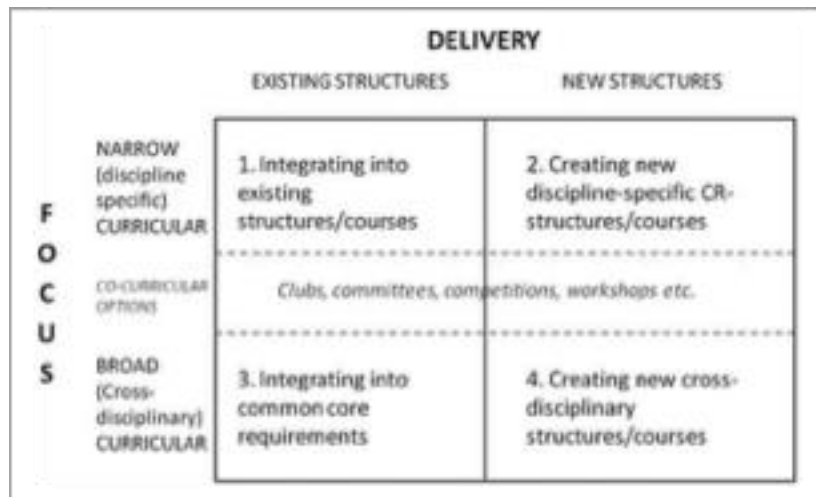 DELIVERY
EXISTING STRUCTURES NEW STRUCTURES
FOCUS
NARROW
(discipline
specific)
CURRICULAR
1. Integrating into
existing
structures/courses
2. Creating new
discipline-specific CR-
structures/courses
CO-CURRICULAR
OPTIONS
Clubs, committees, competitions, workshops etc.
BROAD
(Cross-
disciplinary)
CURRICULAR
3. Integrating into
common core
requirements
4. Creating new cross-
disciplinary
structures/courses